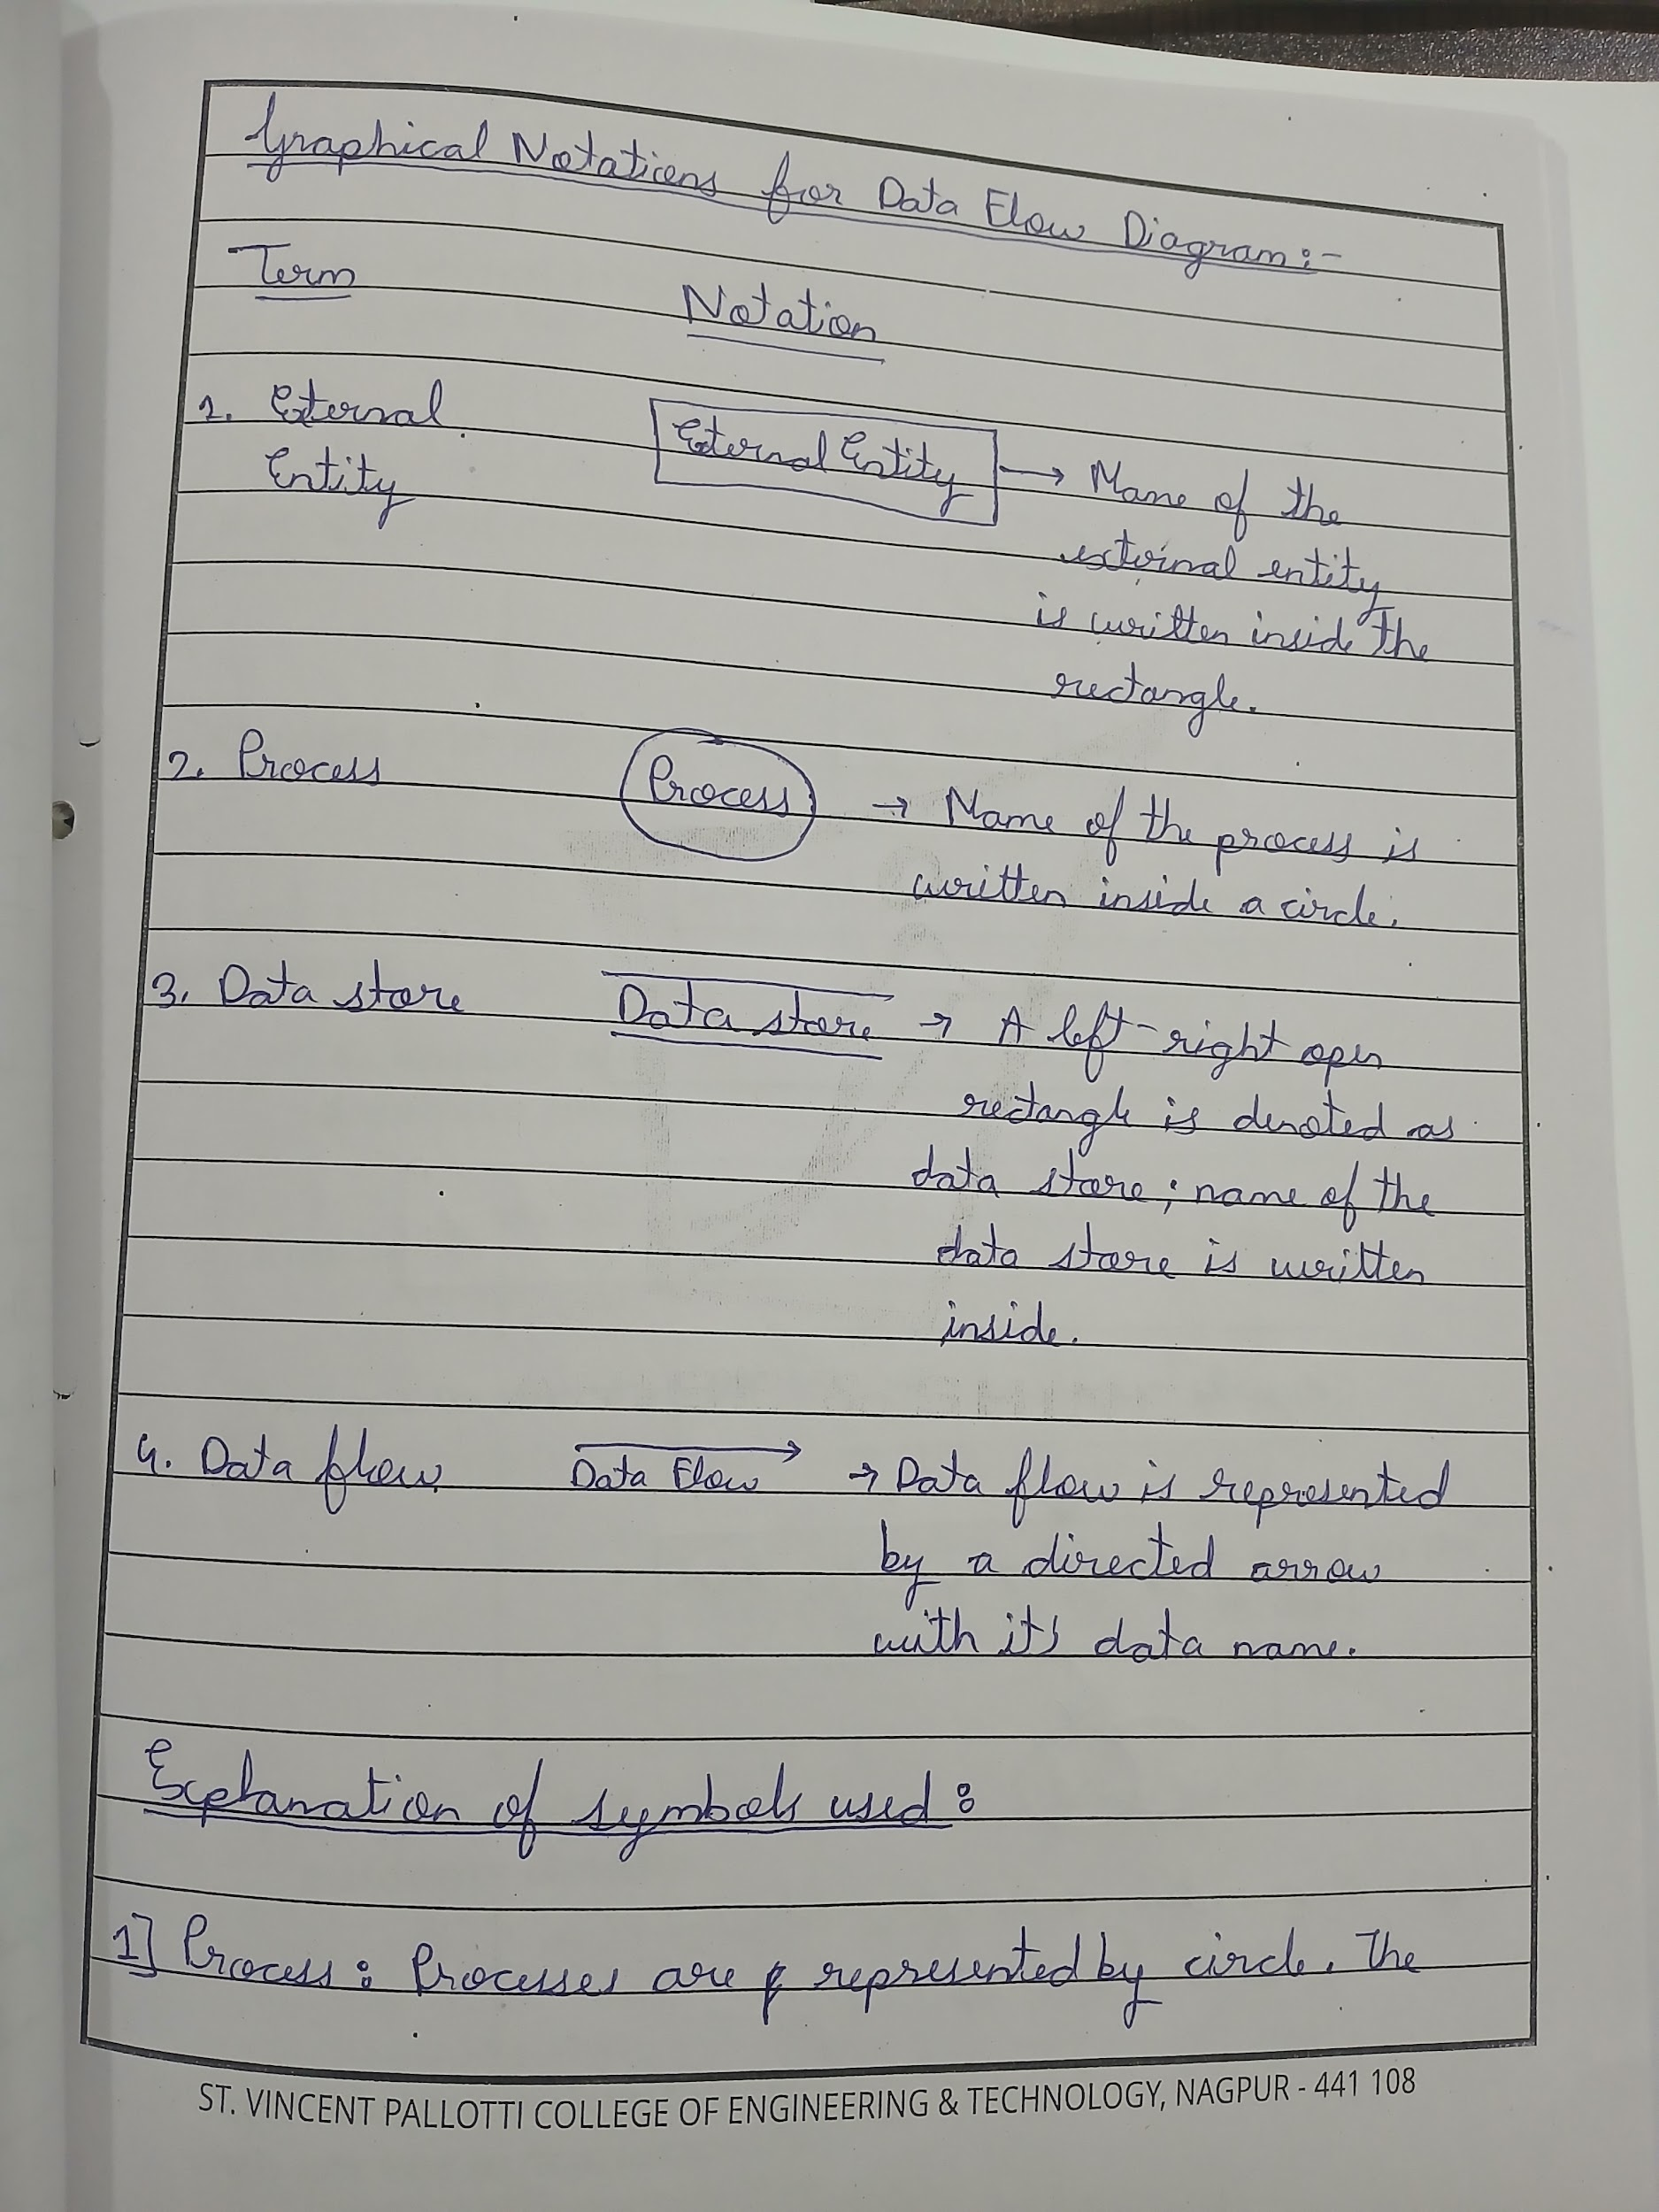 Graphical Notations for Data Flow Diagram:-
Term
Notation
1. External
Entity
External Entity → Name of the
external entity
is written inside the
rectangle.
2. Process Process → Name of the process is
written inside a circle.
3. Data store Data store → A left-right open
rectangle is denoted as
data store; name of the
data store is written
inside.
4. Data flow Data Flow → Data flow is represented
by a directed arrow
with its data name.
Explanation of symbols used:
1] Process: Processes are represented by circle. The
ST. VINCENT PALLOTTI COLLEGE OF ENGINEERING & TECHNOLOGY, NAGPUR - 441 108